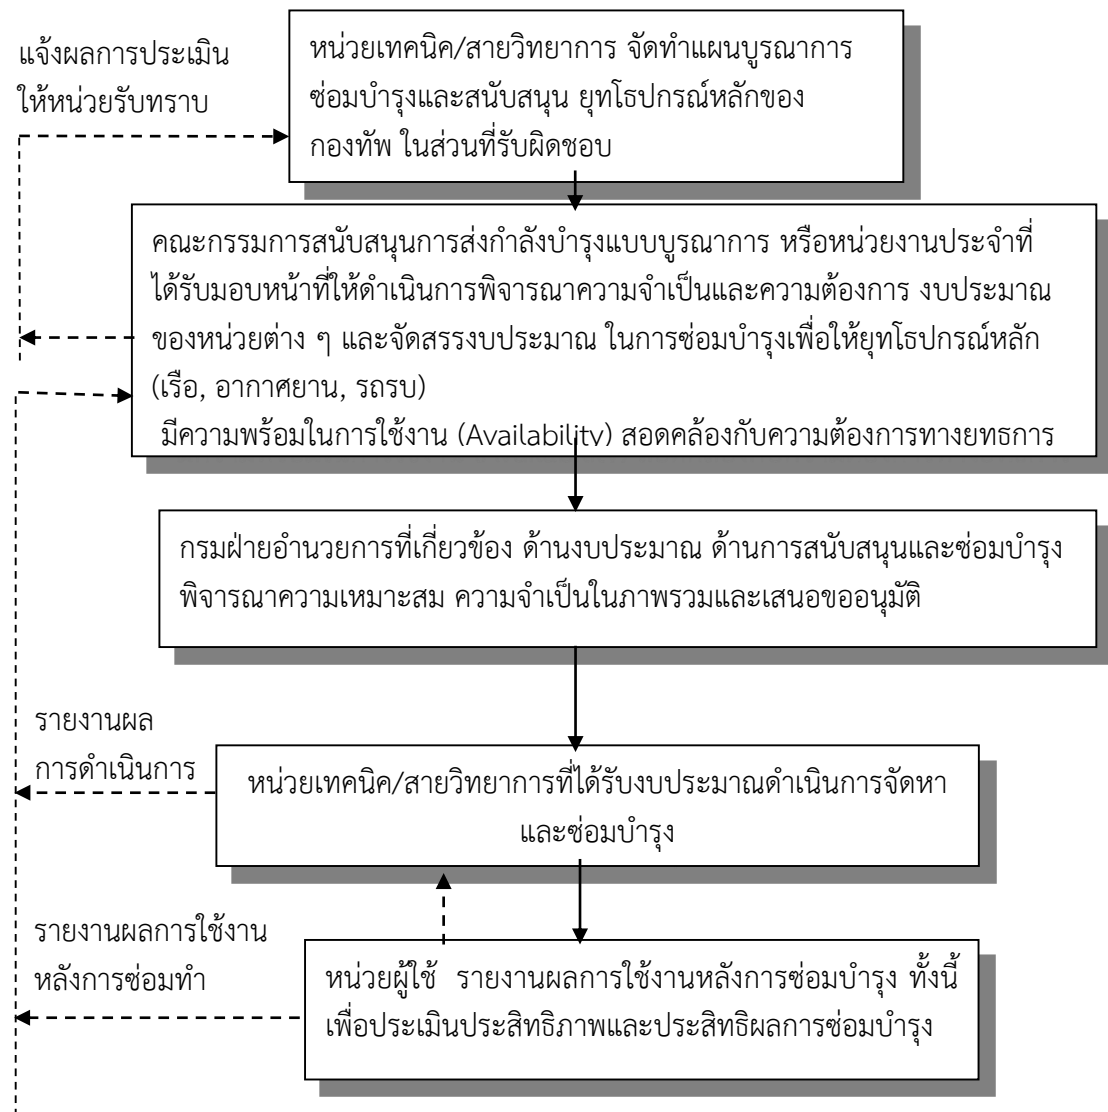 แจ้งผลการประเมิน
ให้หน่วยรับทราบ
หน่วยเทคนิค/สายวิทยาการ จัดทำแผนบูรณาการ
ซ่อมบำรุงและสนับสนุน ยุทโธปกรณ์หลักของ
กองทัพ ในส่วนที่รับผิดชอบ
คณะกรรมการสนับสนุนการส่งกำลังบำรุงแบบบูรณาการ หรือหน่วยงานประจำที่
ได้รับมอบหน้าที่ให้ดำเนินการพิจารณาความจำเป็นและความต้องการ งบประมาณ
ของหน่วยต่าง ๆ และจัดสรรงบประมาณ ในการซ่อมบำรุงเพื่อให้ยุทโธปกรณ์หลัก
(เรือ, อากาศยาน, รถรบ)
มีความพร้อมในการใช้งาน (Availability) สอดคล้องกับความต้องการทางยุทธการ
กรมฝ่ายอำนวยการที่เกี่ยวข้อง ด้านงบประมาณ ด้านการสนับสนุนและซ่อมบำรุง
พิจารณาความเหมาะสม ความจำเป็นในภาพรวมและเสนอขออนุมัติ
รายงานผล
การดำเนินการ
หน่วยเทคนิค/สายวิทยาการที่ได้รับงบประมาณดำเนินการจัดหา
และซ่อมบำรุง
รายงานผลการใช้งาน
หลังการซ่อมทำ
หน่วยผู้ใช้ รายงานผลการใช้งานหลังการซ่อมบำรุง ทั้งนี้
เพื่อประเมินประสิทธิภาพและประสิทธิผลการซ่อมบำรุง